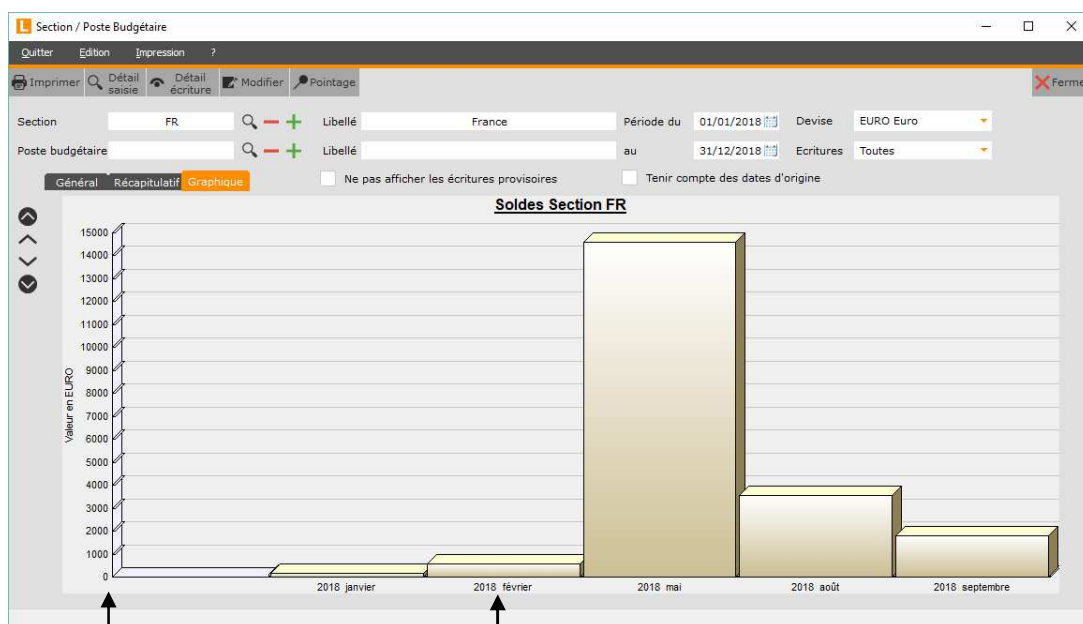 L Section / Poste Budgétaire
Quitter Edition Impression ?
Imprimer Détail saisie Détail écriture Modifier Pointage Ferme
Section FR Libellé France Période du 01/01/2018 Devise EURO Euro
Poste budgétaire Libellé au 31/12/2018 Ecritures Toutes
Général Récapitulatif Graphique Ne pas afficher les écritures provisoires Tenir compte des dates d'origine
Soldes Section FR
Valeur en EURO
15000
14000
13000
12000
11000
10000
9000
8000
7000
6000
5000
4000
3000
2000
1000
0
2018 janvier 2018 février 2018 mai 2018 août 2018 septembre